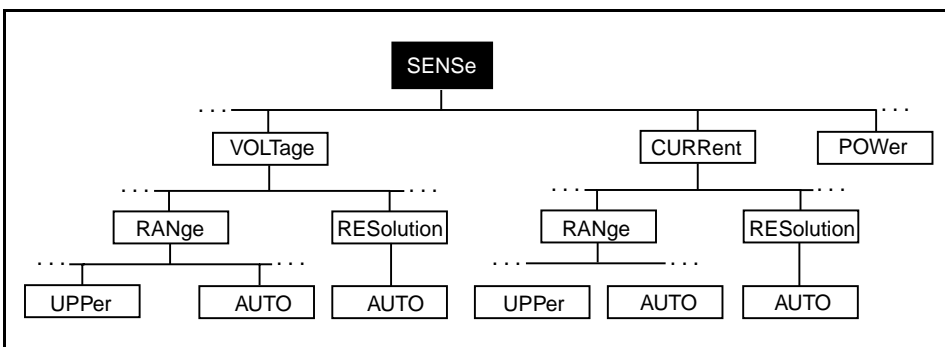 SENSe
... ...
VOLTage CURRent POWer
... ... ... ...
RANge RESolution RANge RESolution
... ... ... ...
UPPer AUTO AUTO UPPer AUTO AUTO